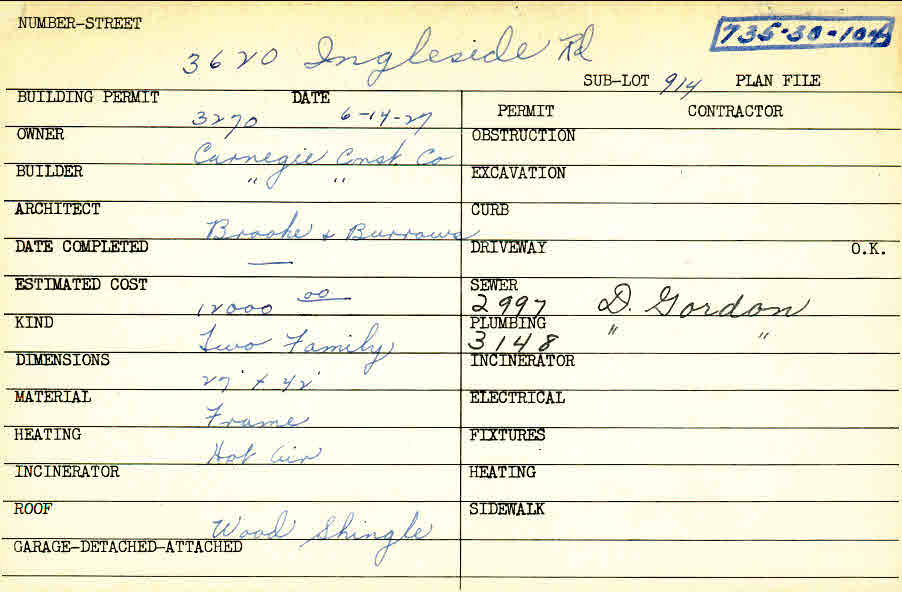 NUMBER-STREET
735-30-104
3620 Ingleside Rd
SUB-LOT 914 PLAN FILE
BUILDING PERMIT DATE
3270 6-14-27
PERMIT CONTRACTOR
OWNER
Carnegie Const. Co
OBSTRUCTION
BUILDER
" "
EXCAVATION
ARCHITECT
Brooke & Burrows
CURB
DATE COMPLETED
—
DRIVEWAY O.K.
ESTIMATED COST
12000 00
SEWER
2997 D. Gordon
KIND
Two Family
PLUMBING
3148 " "
DIMENSIONS
27' x 42'
INCINERATOR
MATERIAL
Frame
ELECTRICAL
HEATING
Hot Air
FIXTURES
INCINERATOR
HEATING
ROOF
Wood Shingle
SIDEWALK
GARAGE-DETACHED-ATTACHED